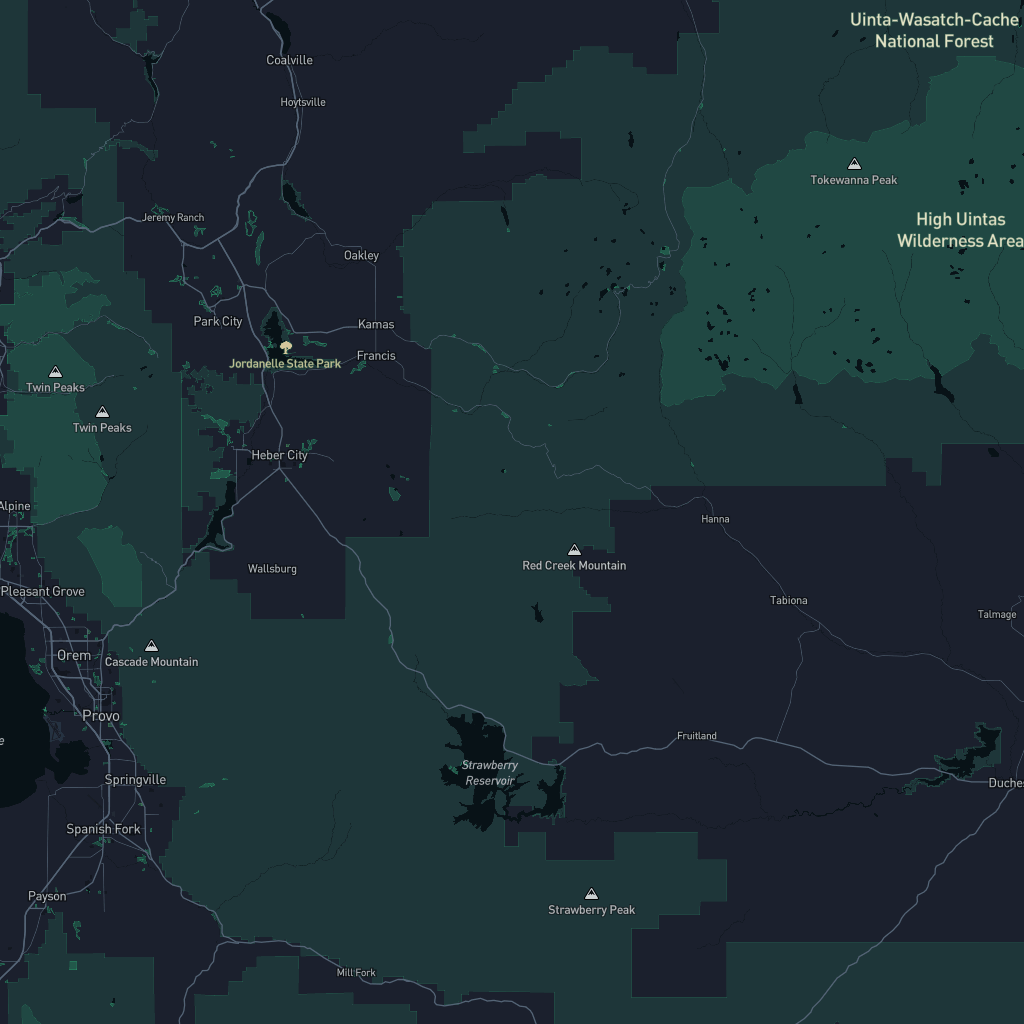 Uinta-Wasatch-Cache
National Forest
Coalville
Hoytsville
Tokewanna Peak
Jeremy Ranch
High Uintas
Wilderness Area
Oakley
Park City
Kamas
Francis
Jordanelle State Park
Twin Peaks
Twin Peaks
Heber City
Alpine
Hanna
Red Creek Mountain
Wallsburg
Pleasant Grove
Tabiona
Talmage
Orem
Cascade Mountain
Provo
Fruitland
e
Strawberry
Reservoir
Springville
Duches
Spanish Fork
Payson
Strawberry Peak
Mill Fork